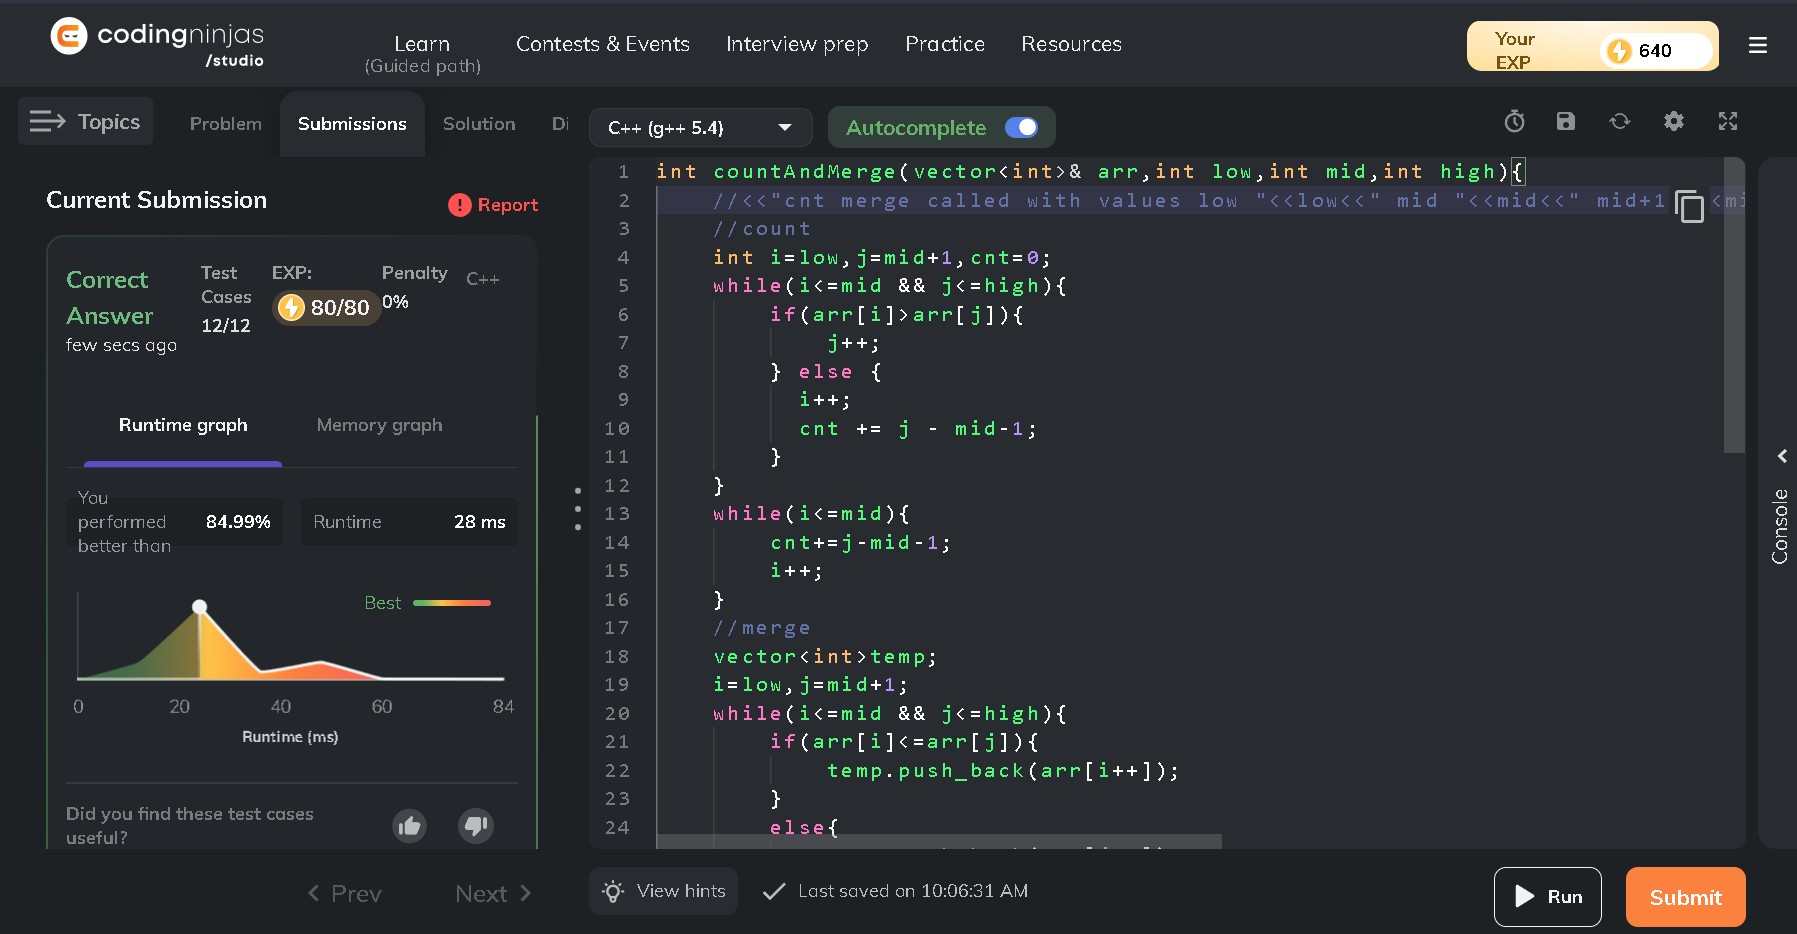 codingninjas
/studio
Learn
(Guided path)
Contests & Events
Interview prep
Practice
Resources
Your
EXP
640
Topics
Problem
Submissions
Solution
Di
C++ (g++ 5.4)
Autocomplete
Current Submission
Report
Correct
Answer
few secs ago
Test
Cases
12/12
EXP:
80/80
Penalty
0%
C++
Runtime graph
Memory graph
You
performed
better than
84.99%
Runtime
28 ms
Best
0 20 40 60 84
Runtime (ms)
Did you find these test cases
useful?
Prev
Next
1 int countAndMerge(vector<int>& arr,int low,int mid,int high){
2 //<<"cnt merge called with values low "<<low<<" mid "<<mid<<" mid+1 <mi
3 //count
4 int i=low,j=mid+1,cnt=0;
5 while(i<=mid && j<=high){
6 if(arr[i]>arr[j]){
7 j++;
8 } else {
9 i++;
10 cnt += j - mid-1;
11 }
12 }
13 while(i<=mid){
14 cnt+=j-mid-1;
15 i++;
16 }
17 //merge
18 vector<int>temp;
19 i=low,j=mid+1;
20 while(i<=mid && j<=high){
21 if(arr[i]<=arr[j]){
22 temp.push_back(arr[i++]);
23 }
24 else{
View hints
Last saved on 10:06:31 AM
Console
Run
Submit